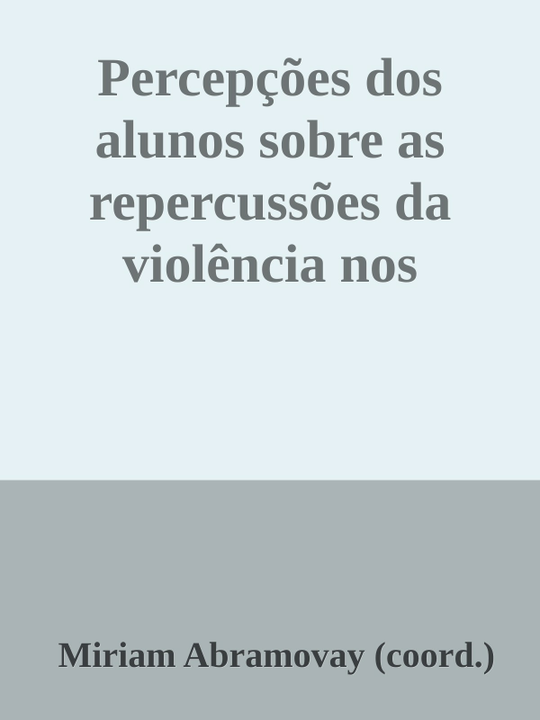 Percepções dos
alunos sobre as
repercussões da
violência nos
Miriam Abramovay (coord.)